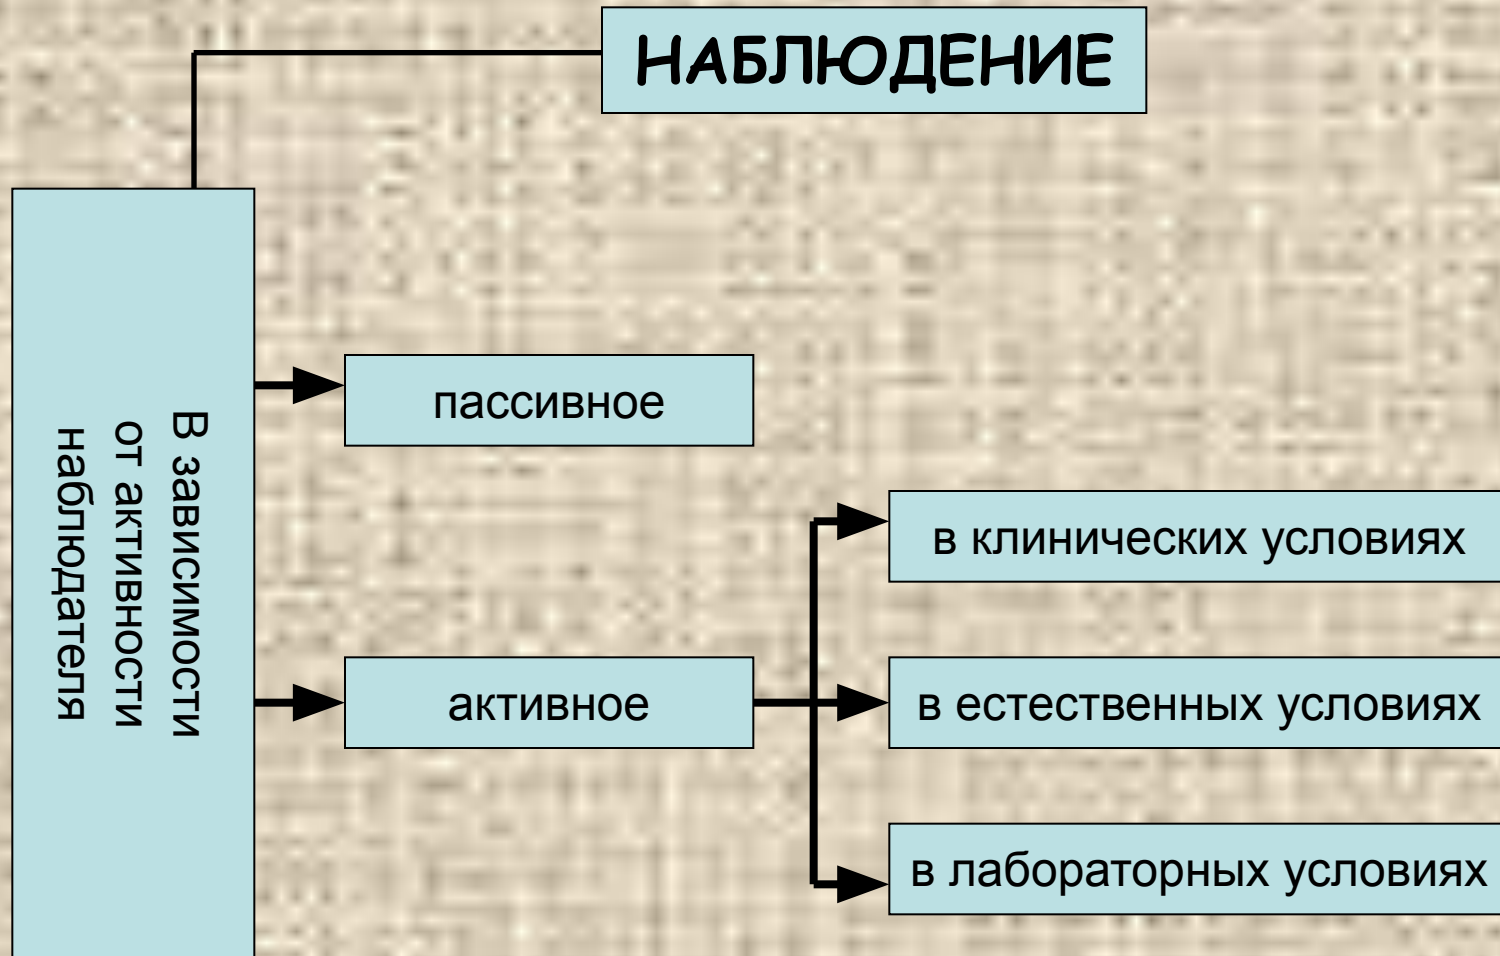 НАБЛЮДЕНИЕ
В зависимости
от активности
наблюдателя
пассивное
активное
в клинических условиях
в естественных условиях
в лабораторных условиях